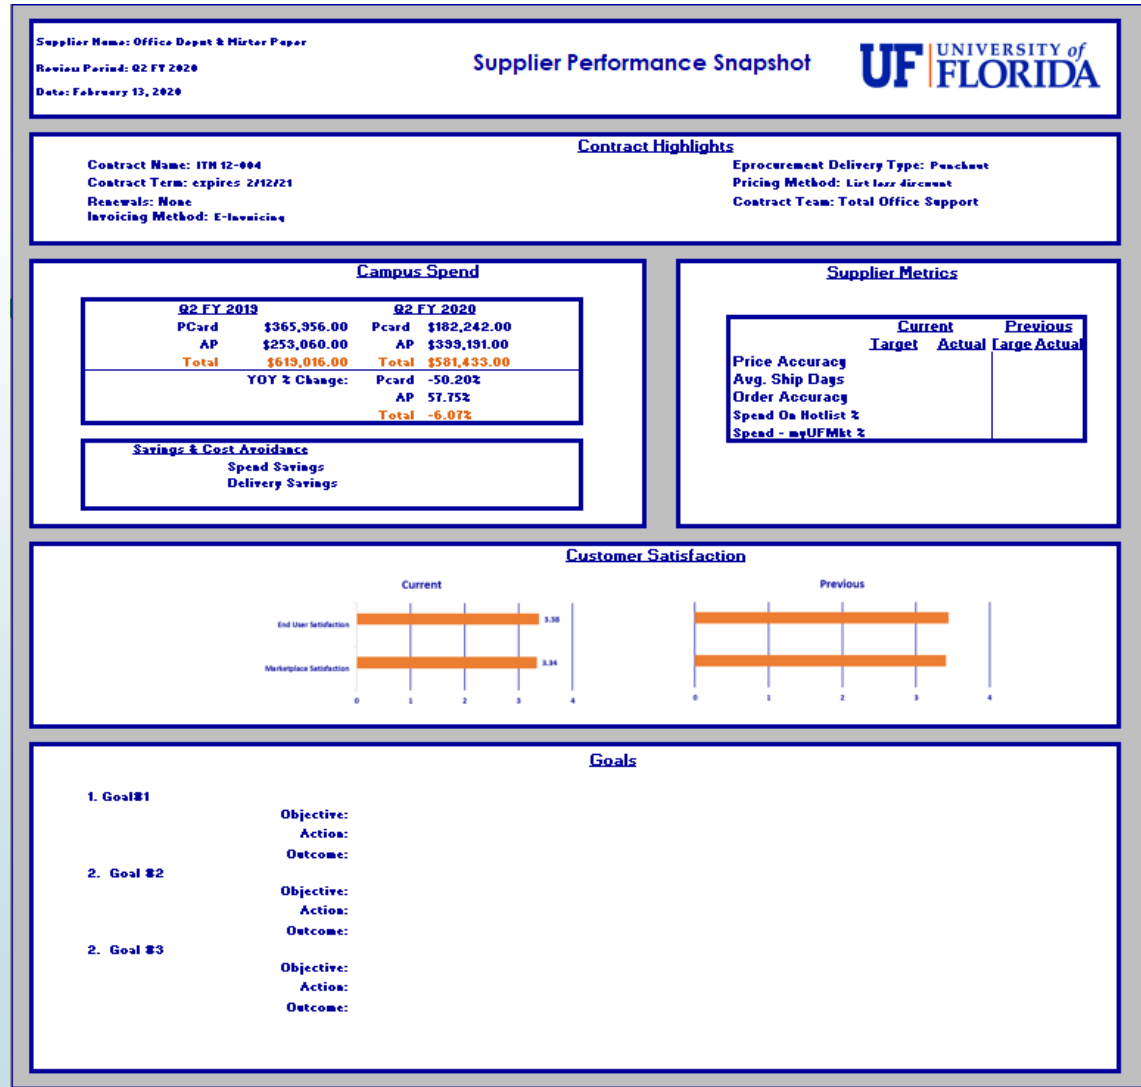 Supplier Name: Office Depot & Mister Paper
Review Period: Q2 FY 2020
Date: February 13, 2020
Supplier Performance Snapshot
UF UNIVERSITY of FLORIDA
Contract Highlights
Contract Name: ITN 12-004
Contract Term: expires 2/12/21
Renewals: None
Invoicing Method: E-Invoicing
Eprocurement Delivery Type: Punchout
Pricing Method: List less discount
Contract Team: Total Office Support
Campus Spend
Q2 FY 2019 Q2 FY 2020
PCard $365,956.00 Pcard $182,242.00
AP $253,060.00 AP $399,191.00
Total $619,016.00 Total $581,433.00
YOY % Change: Pcard -50.20%
AP 57.75%
Total -6.07%
Savings & Cost Avoidance
Spend Savings
Delivery Savings
Supplier Metrics
Current Previous
Target Actual Targe Actual
Price Accuracy
Avg. Ship Days
Order Accuracy
Spend On Hotlist %
Spend - myUFMkt %
Customer Satisfaction
Current
End User Satisfaction 3.38
Marketplace Satisfaction 3.34
0 1 2 3 4
Previous
0 1 2 3 4
Goals
1. Goal#1
Objective:
Action:
Outcome:
2. Goal #2
Objective:
Action:
Outcome:
2. Goal #3
Objective:
Action:
Outcome: